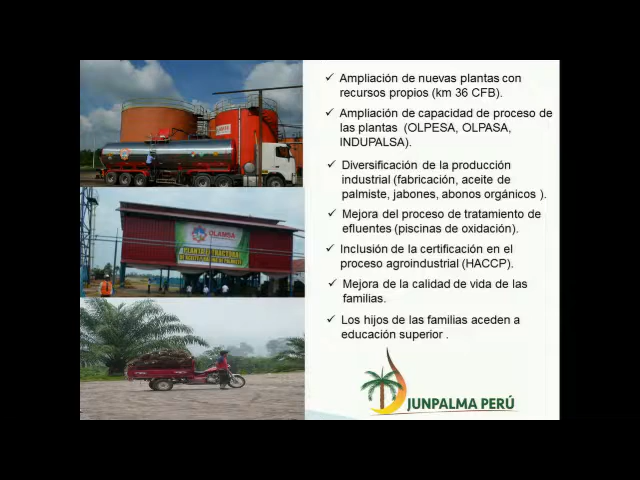 Ampliación de nuevas plantas con
recursos propios (km 36 CFB).
Ampliación de capacidad de proceso de
las plantas (OLPESA, OLPASA,
INDUPALSA).
Diversificación de la producción
industrial (fabricación, aceite de
palmiste, jabones, abonos orgánicos ).
Mejora del proceso de tratamiento de
efluentes (piscinas de oxidación).
Inclusión de la certificación en el
proceso agroindustrial (HACCP).
Mejora de la calidad de vida de las
familias.
Los hijos de las familias aceden a
educación superior .
JUNPALMA PERÚ
OLAMSA
PLANTA EXTRACTORA